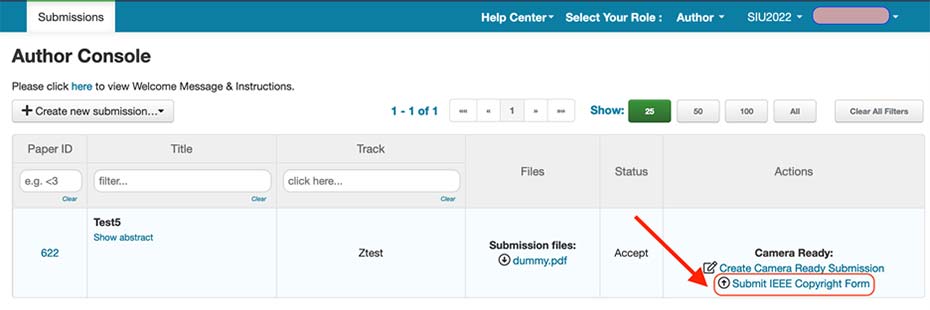 Submissions
Help Center Select Your Role : Author SIU2022
Author Console
Please click here to view Welcome Message & Instructions.
+ Create new submission...
1 - 1 of 1 «« « 1 » »» Show: 25 50 100 All Clear All Filters
Paper ID Title Track Files Status Actions
e.g. <3 filter... click here...
Clear Clear Clear
Test5
Show abstract
622 Ztest Submission files: Accept Camera Ready:
dummy.pdf Create Camera Ready Submission
Submit IEEE Copyright Form